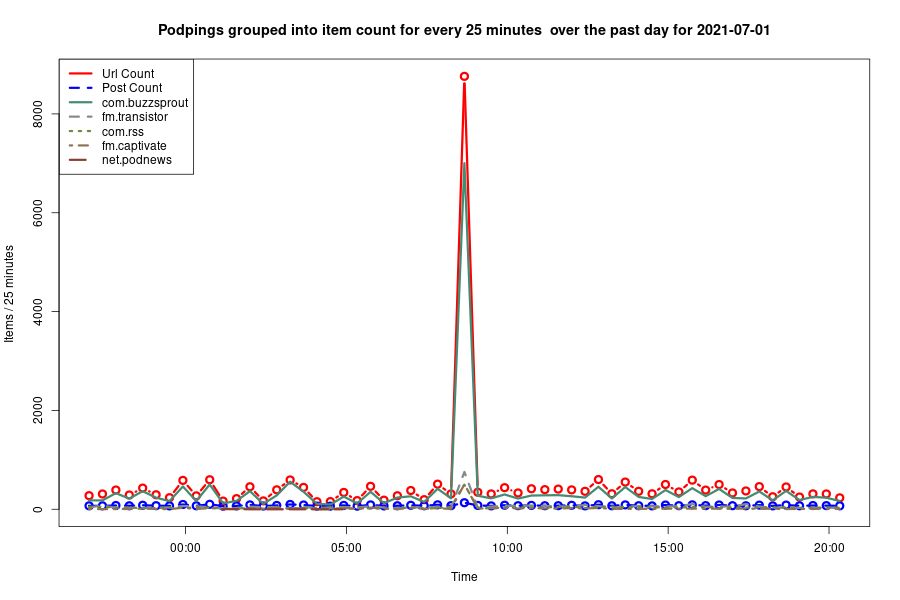 Podpings grouped into item count for every 25 minutes  over the past day for 2021-07-01
Url Count
Post Count
com.buzzsprout
fm.transistor
com.rss
fm.captivate
net.podnews
8000
6000
4000
2000
0
Items / 25 minutes
00:00
05:00
10:00
15:00
20:00
Time